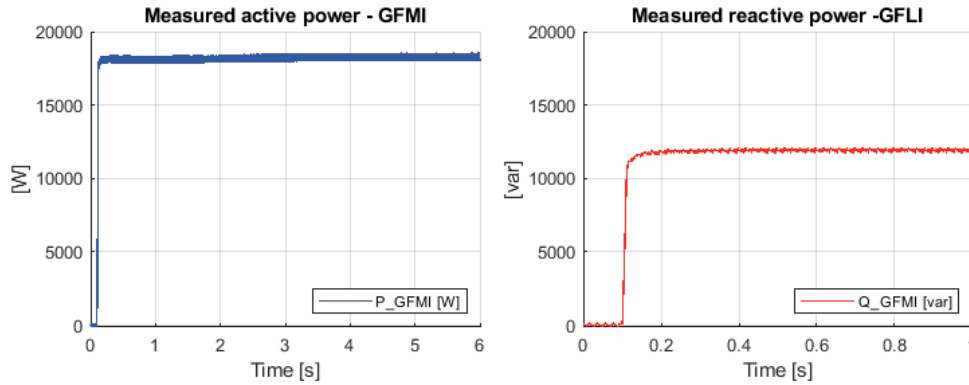 Measured active power - GFMI
20000
15000
10000
5000
0
[W]
P_GFMI [W]
0 1 2 3 4 5 6
Time [s]
Measured reactive power -GFLI
20000
15000
10000
5000
0
[var]
Q_GFMI [var]
0 0.2 0.4 0.6 0.8
Time [s]